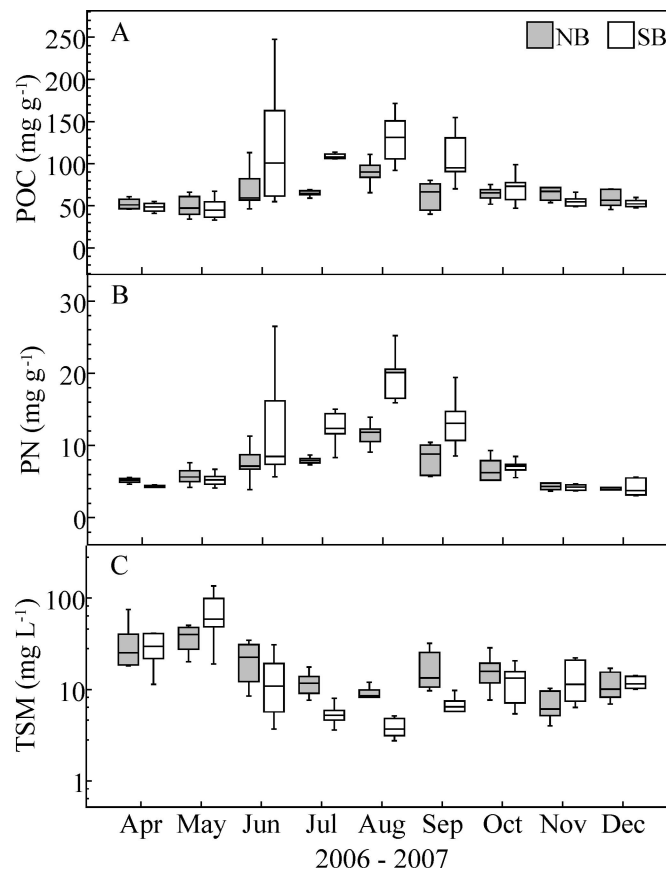 A
NB
SB
POC (mg g⁻¹)
250
200
150
100
50
0
B
PN (mg g⁻¹)
30
20
10
0
C
TSM (mg L⁻¹)
100
10
1
Apr May Jun Jul Aug Sep Oct Nov Dec
2006 - 2007